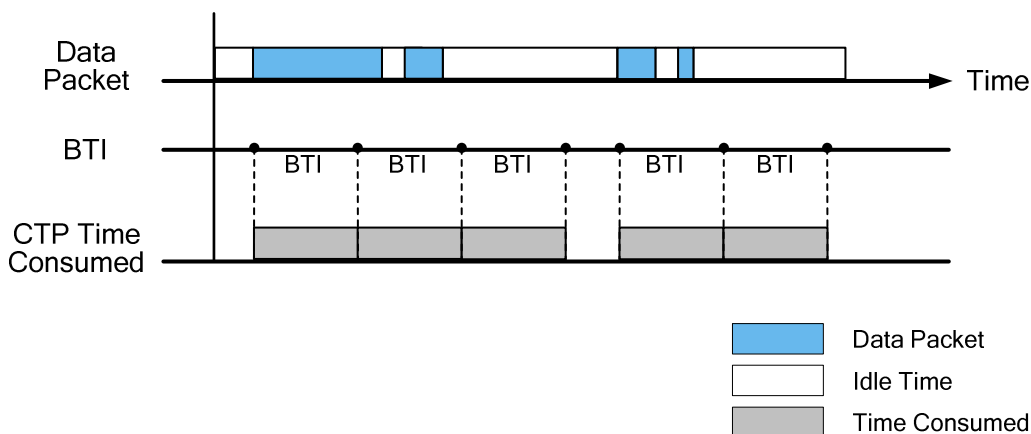 Data
Packet
Time
BTI
BTI
BTI
BTI
BTI
BTI
CTP Time
Consumed
Data Packet
Idle Time
Time Consumed